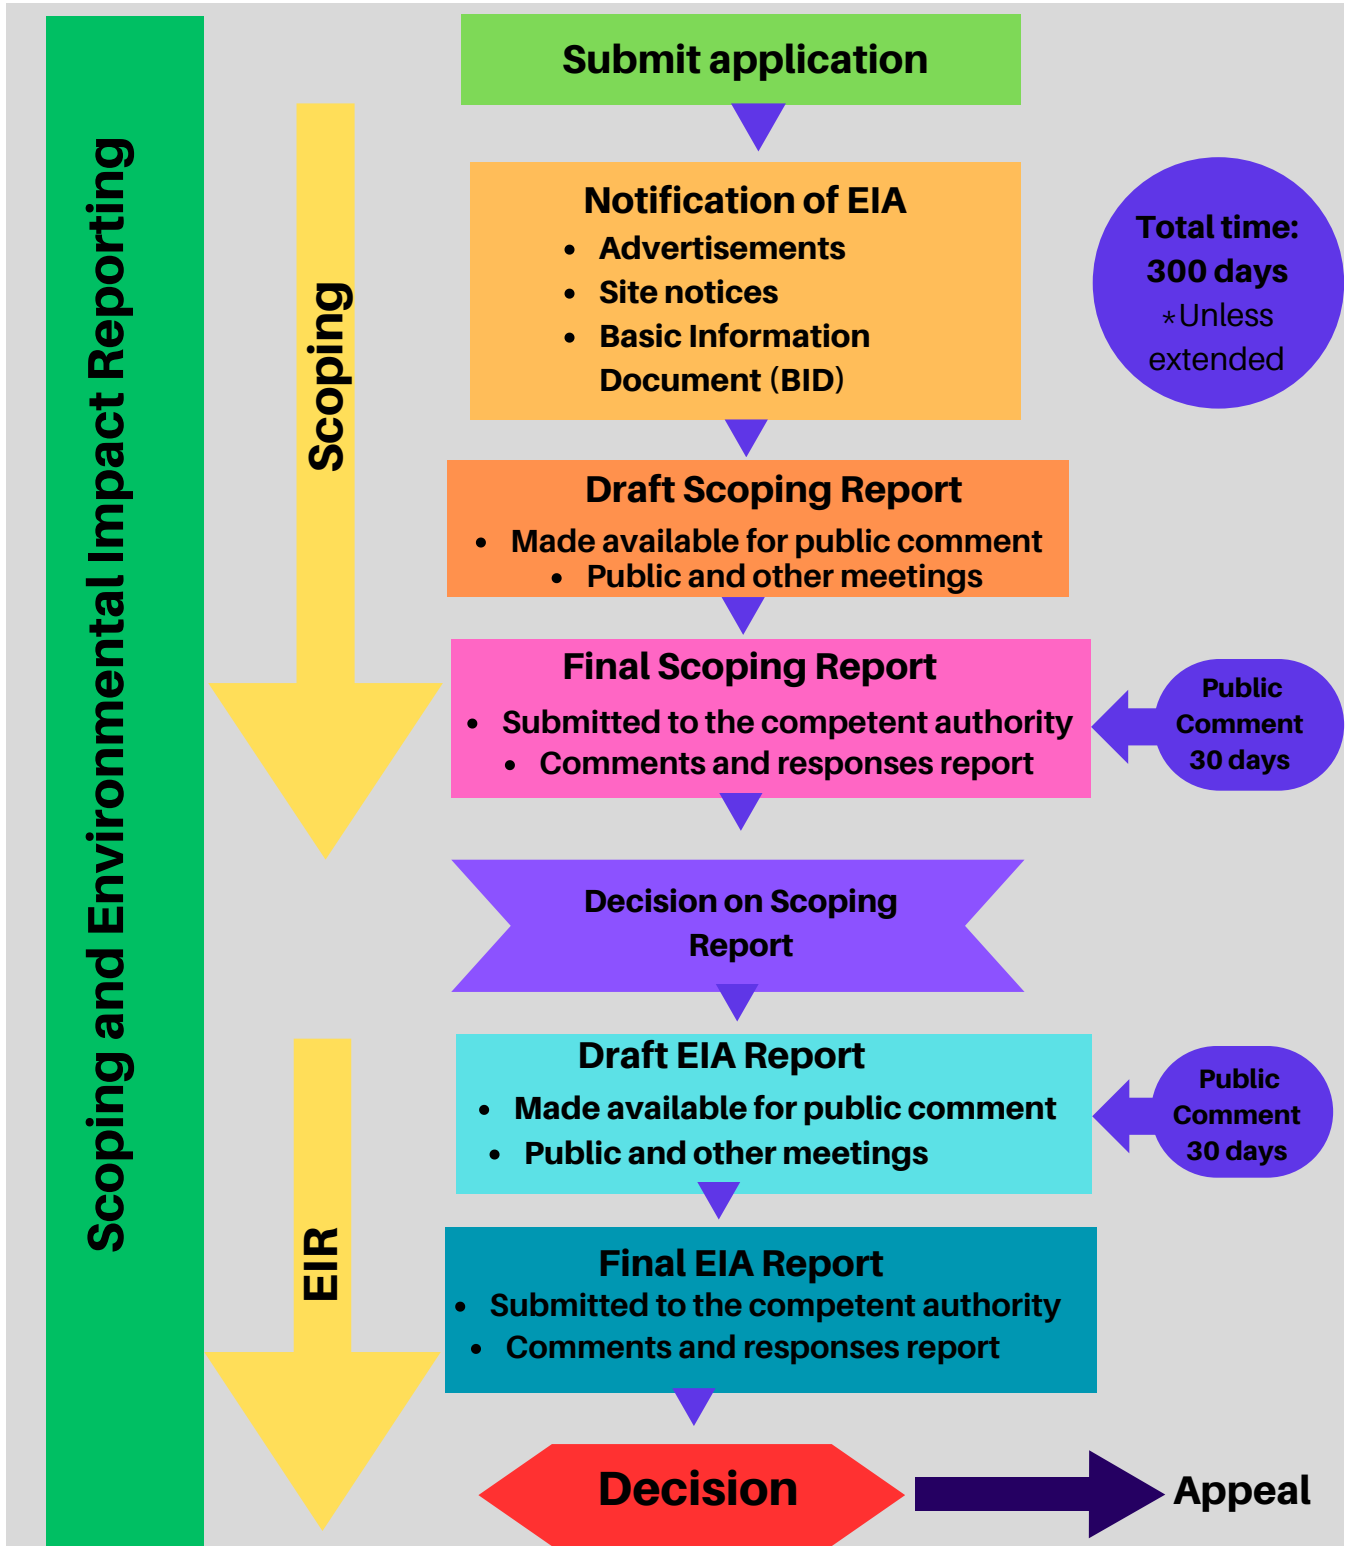 Scoping and Environmental Impact Reporting
Submit application
Scoping
Notification of EIA
• Advertisements
• Site notices
• Basic Information
Document (BID)
Total time:
300 days
*Unless
extended
Draft Scoping Report
• Made available for public comment
• Public and other meetings
Final Scoping Report
• Submitted to the competent authority
• Comments and responses report
Public
Comment
30 days
Decision on Scoping
Report
EIR
Draft EIA Report
• Made available for public comment
• Public and other meetings
Public
Comment
30 days
Final EIA Report
• Submitted to the competent authority
• Comments and responses report
Decision
Appeal